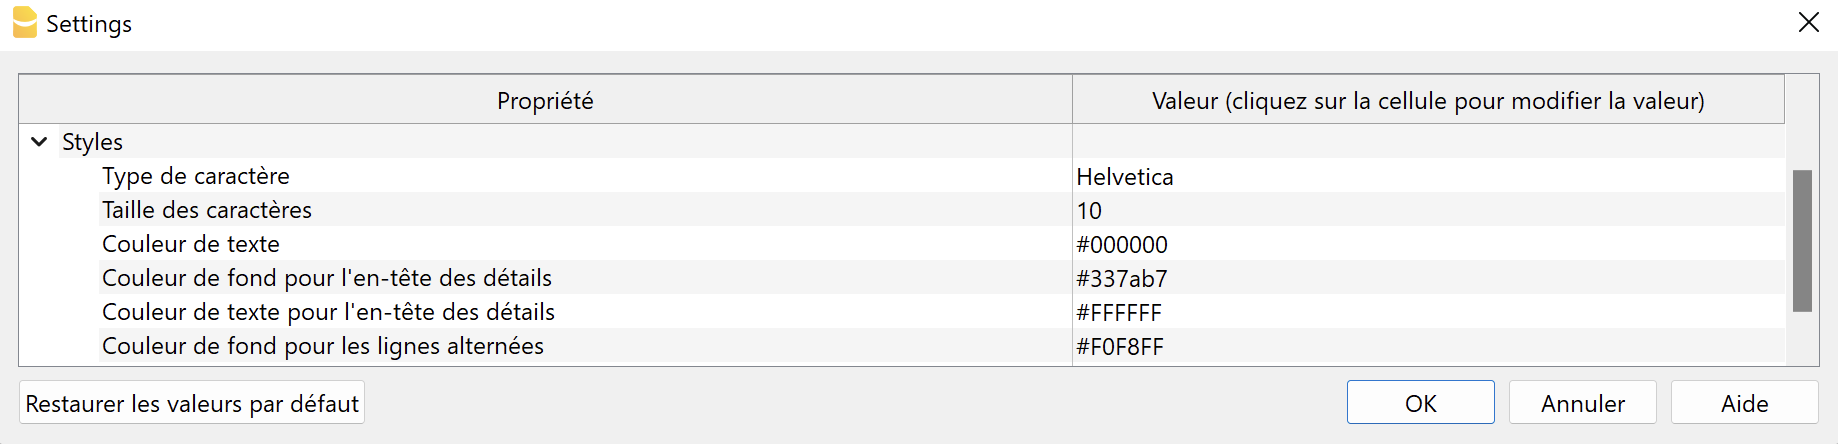 Settings
Propriété Valeur (cliquez sur la cellule pour modifier la valeur)
Styles
Type de caractère Helvetica
Taille des caractères 10
Couleur de texte #000000
Couleur de fond pour l'en-tête des détails #337ab7
Couleur de texte pour l'en-tête des détails #FFFFFF
Couleur de fond pour les lignes alternées #F0F8FF
Restaurer les valeurs par défaut OK Annuler Aide